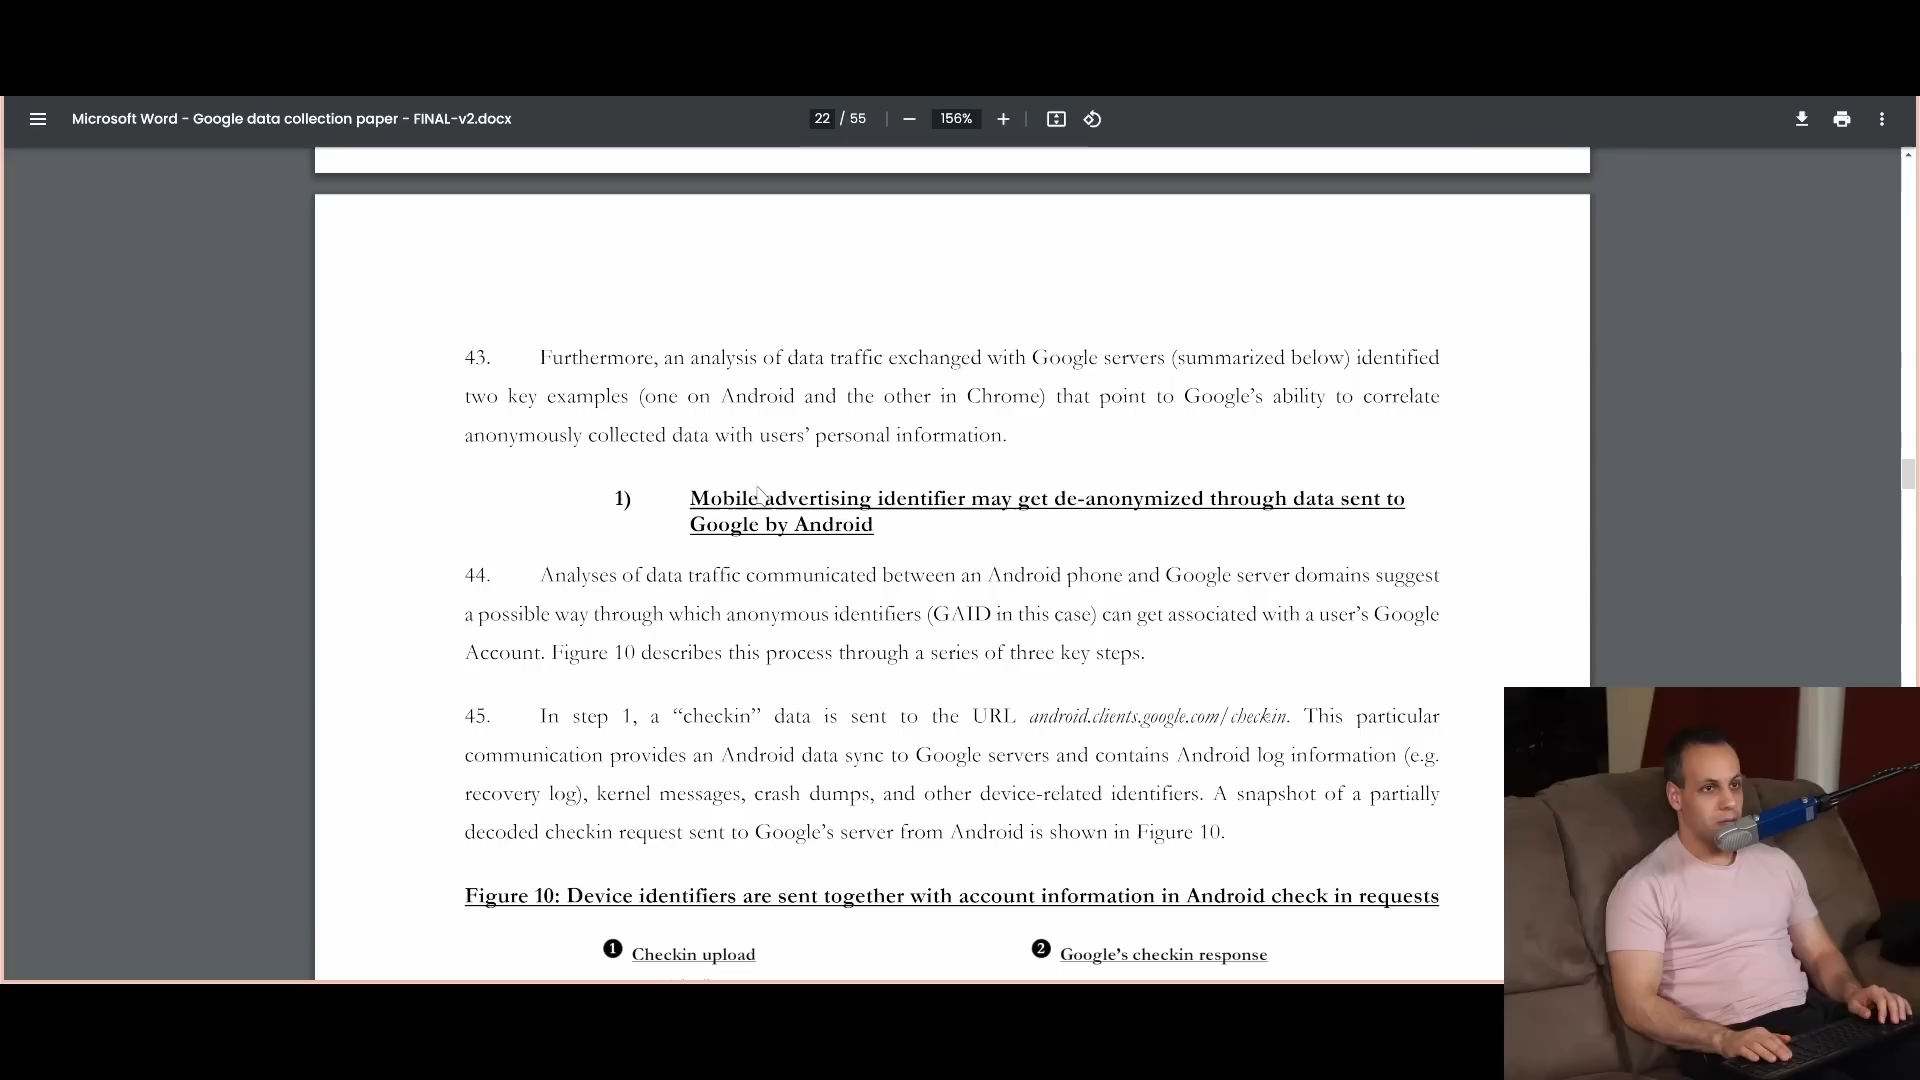 Microsoft Word - Google data collection paper - FINAL-v2.docx
22 / 55
156%
43. Furthermore, an analysis of data traffic exchanged with Google servers (summarized below) identified
two key examples (one on Android and the other in Chrome) that point to Google’s ability to correlate
anonymously collected data with users’ personal information.
1) Mobile advertising identifier may get de-anonymized through data sent to
Google by Android
44. Analyses of data traffic communicated between an Android phone and Google server domains suggest
a possible way through which anonymous identifiers (GAID in this case) can get associated with a user’s Google
Account. Figure 10 describes this process through a series of three key steps.
45. In step 1, a “checkin” data is sent to the URL android.clients.google.com/checkin. This particular
communication provides an Android data sync to Google servers and contains Android log information (e.g.
recovery log), kernel messages, crash dumps, and other device-related identifiers. A snapshot of a partially
decoded checkin request sent to Google’s server from Android is shown in Figure 10.
Figure 10: Device identifiers are sent together with account information in Android check in requests
1 Checkin upload
2 Google’s checkin response